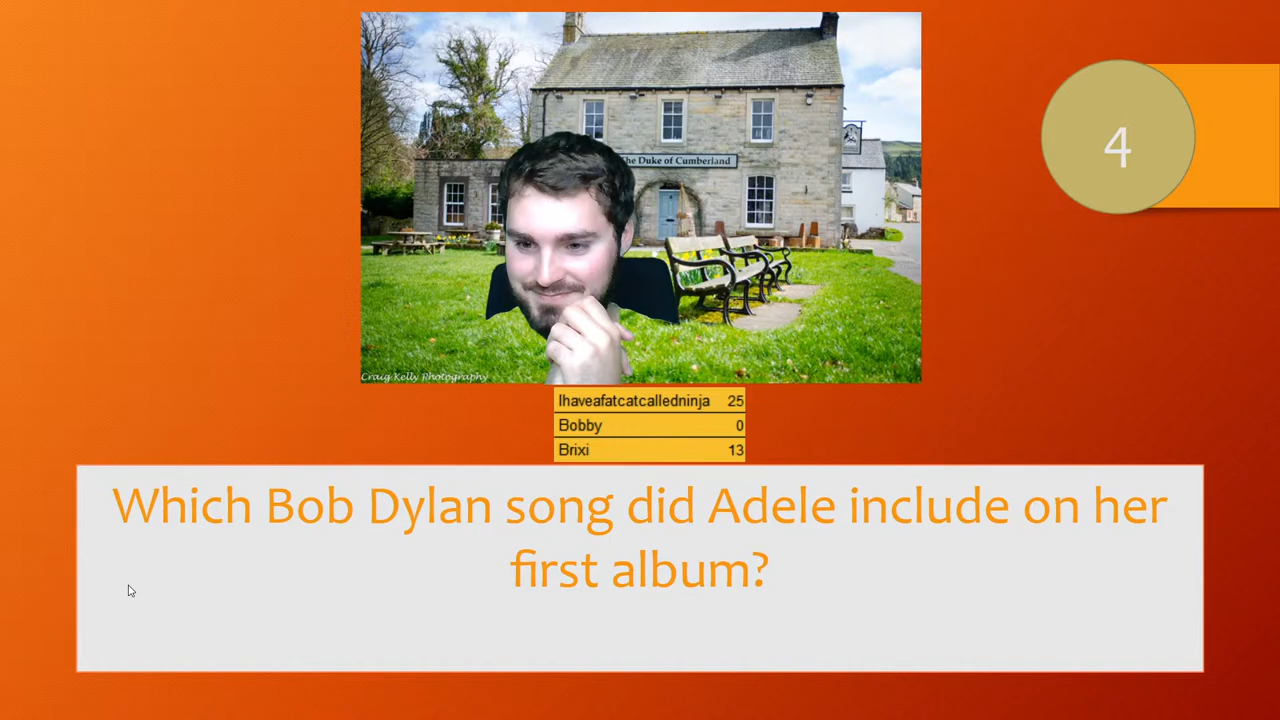 4
The Duke of Cumberland
Craig Kelly Photography
Ihaveafatcatcalledninja 25
Bobby 0
Brixi 13
Which Bob Dylan song did Adele include on her
first album?